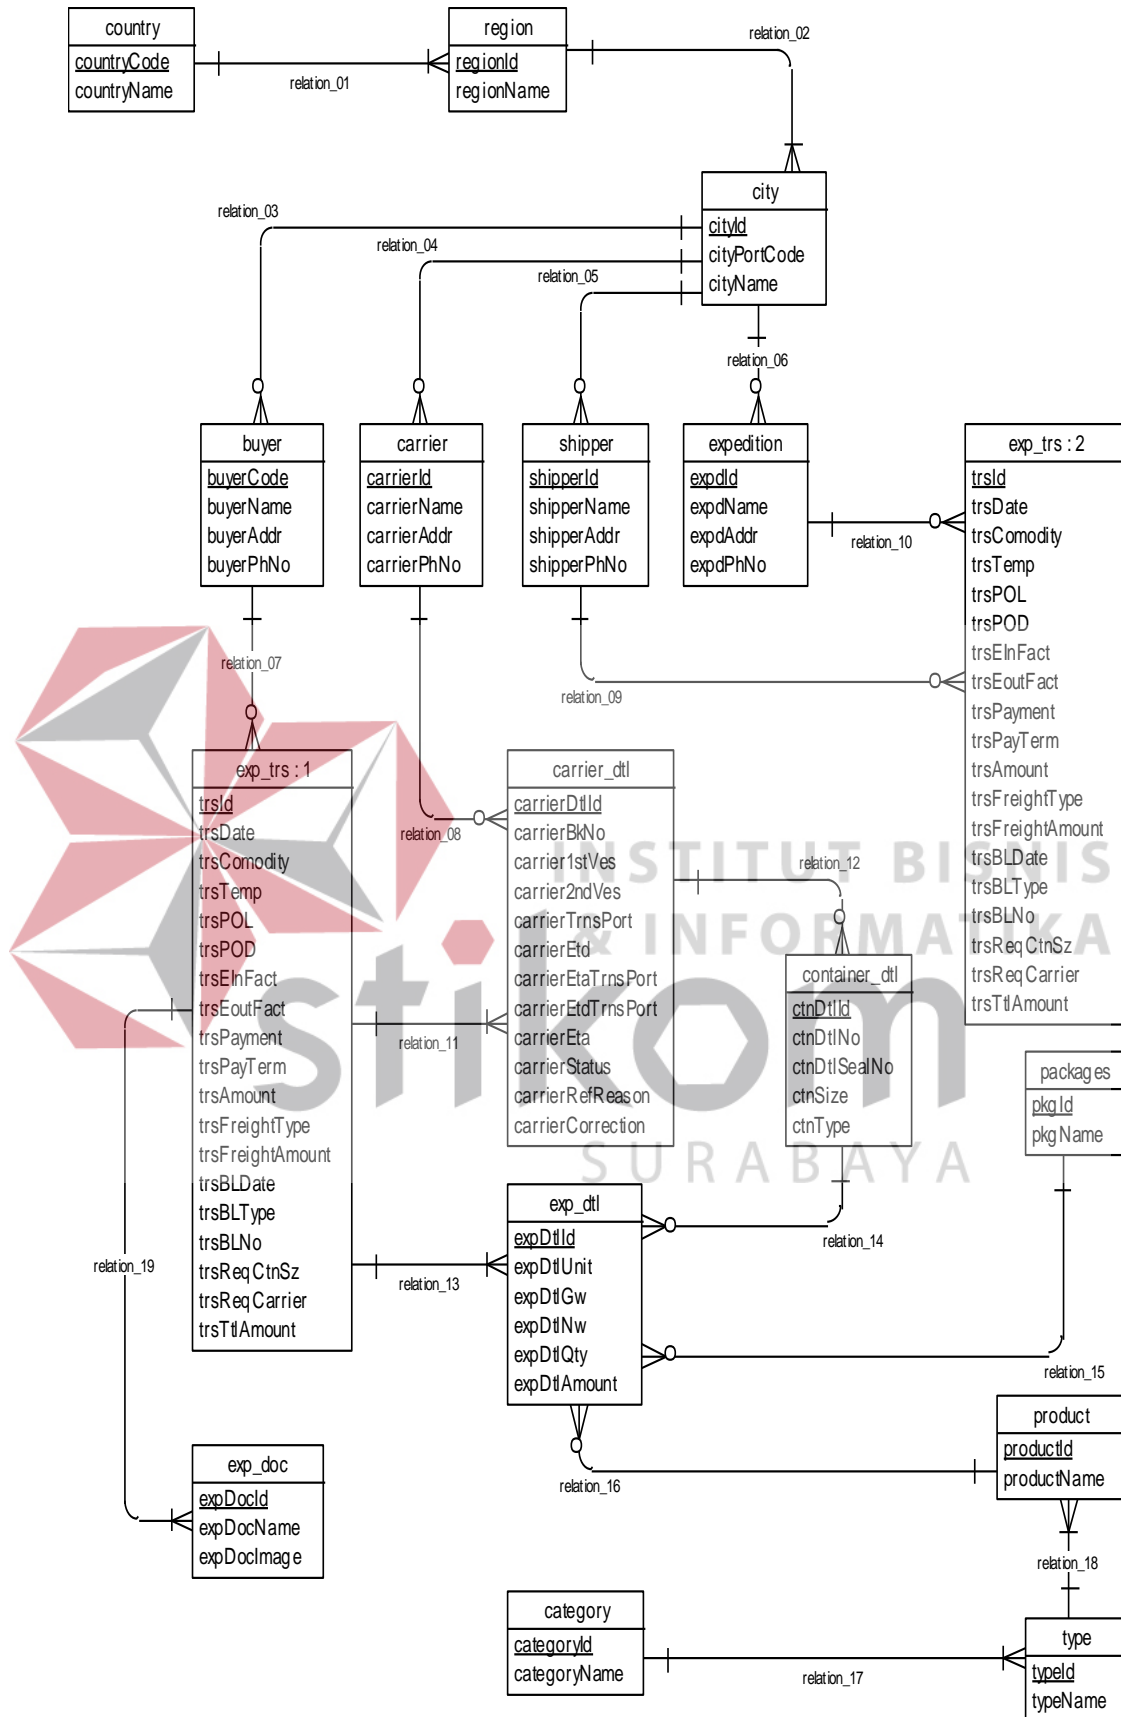 country
countryCode
countryName
relation_01
region
regionId
regionName
relation_02
city
cityId
cityPortCode
cityName
relation_03
relation_04
relation_05
relation_06
buyer
buyerCode
buyerName
buyerAddr
buyerPhNo
carrier
carrierId
carrierName
carrierAddr
carrierPhNo
shipper
shipperId
shipperName
shipperAddr
shipperPhNo
expedition
expdId
expdName
expdAddr
expdPhNo
relation_10
exp_trs : 2
trsId
trsDate
trsComodity
trsTemp
trsPOL
trsPOD
trsEInFact
trsEoutFact
trsPayment
trsPayTerm
trsAmount
trsFreightType
trsFreightAmount
trsBLDate
trsBLType
trsBLNo
trsReqCtnSz
trsReqCarrier
trsTtlAmount
relation_07
relation_09
relation_08
exp_trs : 1
trsId
trsDate
trsComodity
trsTemp
trsPOL
trsPOD
trsEInFact
trsEoutFact
trsPayment
trsPayTerm
trsAmount
trsFreightType
trsFreightAmount
trsBLDate
trsBLType
trsBLNo
trsReqCtnSz
trsReqCarrier
trsTtlAmount
carrier_dtl
carrierDtlId
carrierBkNo
carrier1stVes
carrier2ndVes
carrierTrnsPort
carrierEtd
carrierEtaTrnsPort
carrierEtdTrnsPort
carrierEta
carrierStatus
carrierRefReason
carrierCorrection
relation_11
relation_12
container_dtl
ctnDtlId
ctnDtlNo
ctnDtlSealNo
ctnSize
ctnType
packages
pkgId
pkgName
INSTITUT BISNIS
& INFORMATIKA
stikom
SURABAYA
exp_dtl
expDtlId
expDtlUnit
expDtlGw
expDtlNw
expDtlQty
expDtlAmount
relation_13
relation_14
relation_15
relation_16
relation_19
exp_doc
expDocId
expDocName
expDocImage
product
productId
productName
relation_18
category
categoryId
categoryName
relation_17
type
typeId
typeName